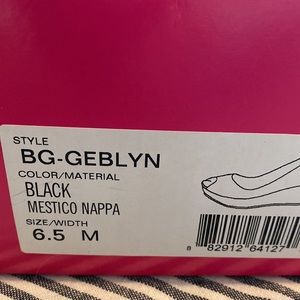 STYLE
BG-GEBLYN
COLOR/MATERIAL
BLACK
MESTICO NAPPA
SIZE/WIDTH
6.5 M
8 82912 64127